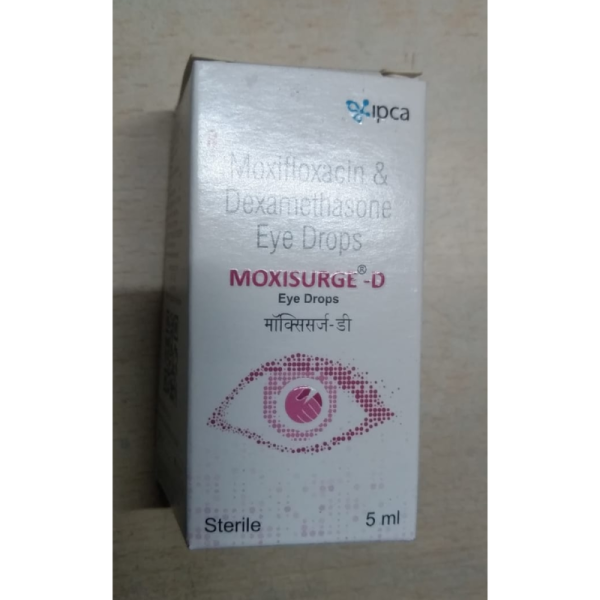 ipca
Moxifloxacin &
Dexamethasone
Eye Drops
MOXISURGE®-D
Eye Drops
मॉक्सिसर्ज-डी
Sterile
5 ml